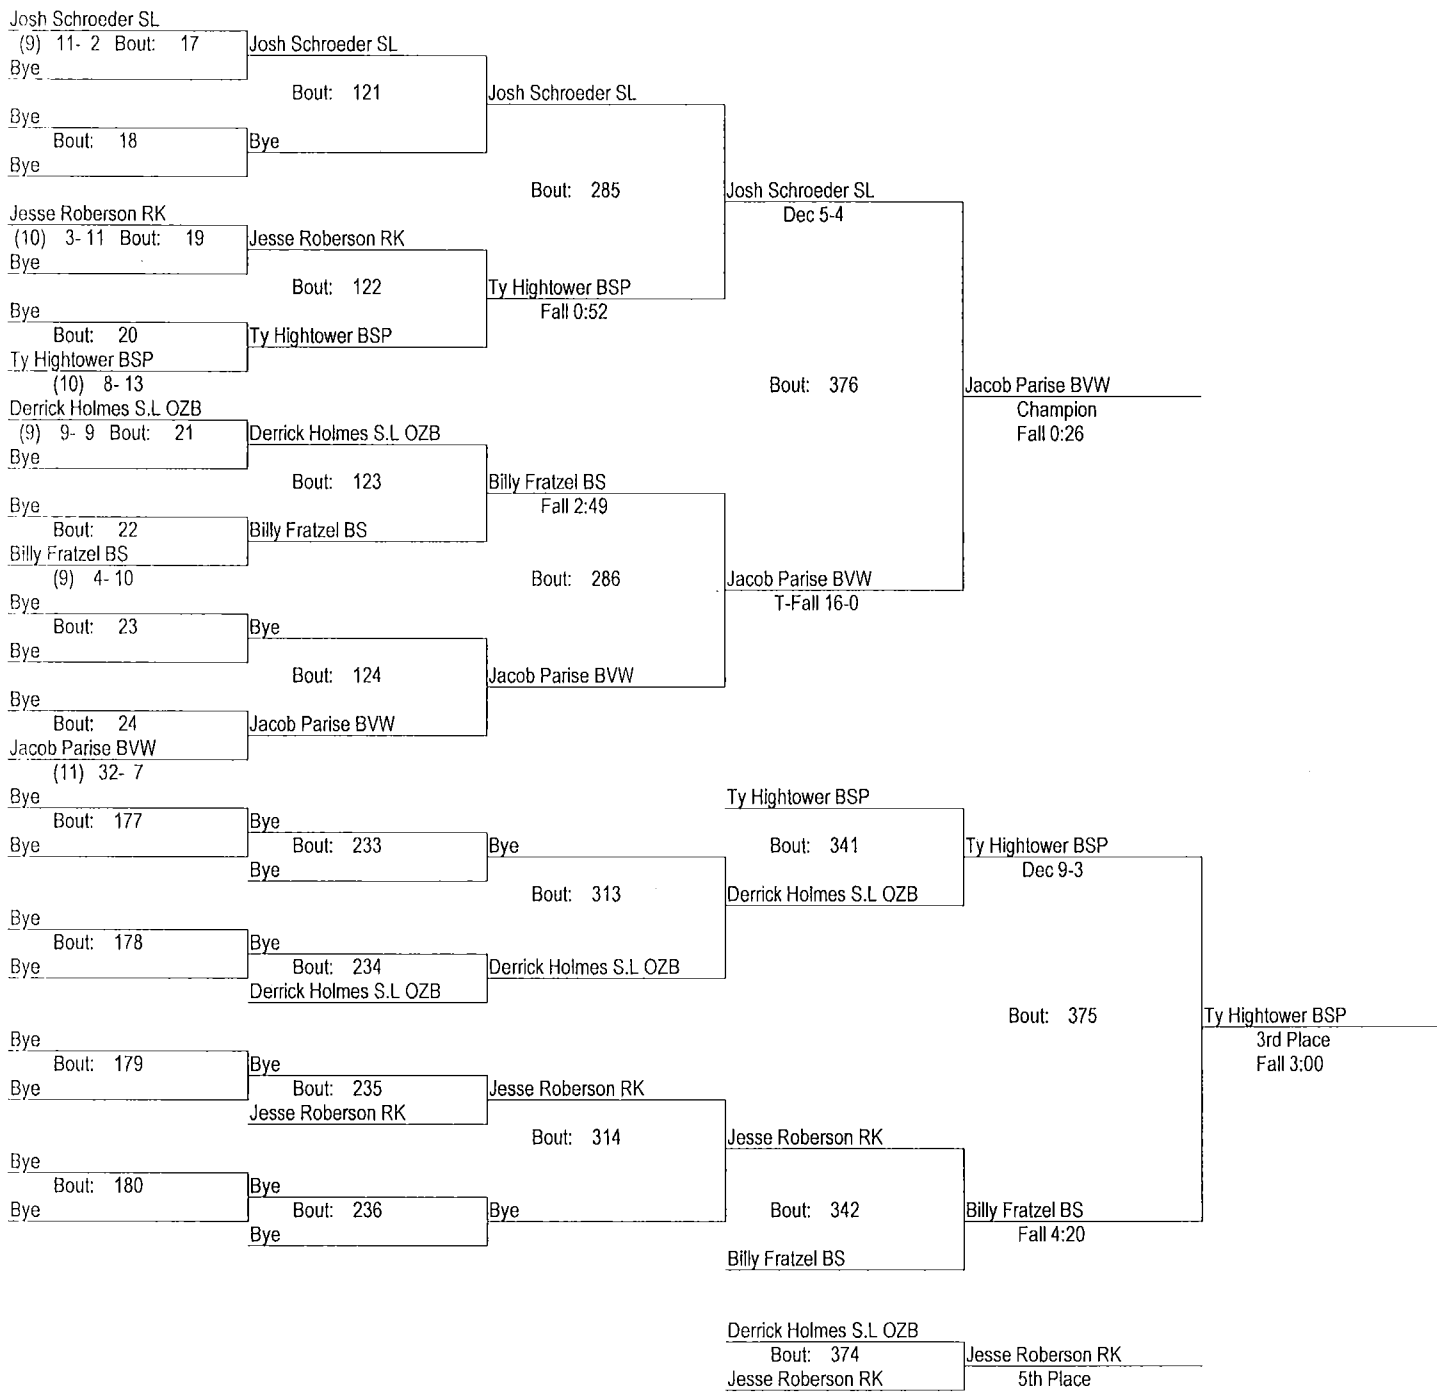 Josh Schroeder SL
(9) 11- 2 Bout: 17
Bye
Bye
Bout: 18
Bye
Jesse Roberson RK
(10) 3- 11 Bout: 19
Bye
Bye
Bout: 20
Ty Hightower BSP
(10) 8- 13
Derrick Holmes S.L OZB
(9) 9- 9 Bout: 21
Bye
Bye
Bout: 22
Billy Fratzel BS
(9) 4- 10
Bye
Bout: 23
Bye
Bye
Bout: 24
Jacob Parise BVW
(11) 32- 7
Josh Schroeder SL
Bout: 121
Bye
Jesse Roberson RK
Bout: 122
Ty Hightower BSP
Derrick Holmes S.L OZB
Bout: 123
Billy Fratzel BS
Bye
Bout: 124
Jacob Parise BVW
Josh Schroeder SL
Bout: 285
Ty Hightower BSP
Fall 0:52
Billy Fratzel BS
Fall 2:49
Bout: 286
Jacob Parise BVW
Josh Schroeder SL
Dec 5-4
Bout: 376
Jacob Parise BVW
T-Fall 16-0
Jacob Parise BVW
Champion
Fall 0:26
Bye
Bout: 177
Bye
Bye
Bout: 178
Bye
Bye
Bout: 179
Bye
Bye
Bout: 180
Bye
Bye
Bout: 233
Bye
Bye
Bout: 234
Derrick Holmes S.L OZB
Bye
Bout: 235
Jesse Roberson RK
Bye
Bout: 236
Bye
Bye
Bout: 313
Derrick Holmes S.L OZB
Jesse Roberson RK
Bout: 314
Bye
Ty Hightower BSP
Bout: 341
Derrick Holmes S.L OZB
Jesse Roberson RK
Bout: 342
Billy Fratzel BS
Ty Hightower BSP
Dec 9-3
Bout: 375
Billy Fratzel BS
Fall 4:20
Ty Hightower BSP
3rd Place
Fall 3:00
Derrick Holmes S.L OZB
Bout: 374
Jesse Roberson RK
Jesse Roberson RK
5th Place